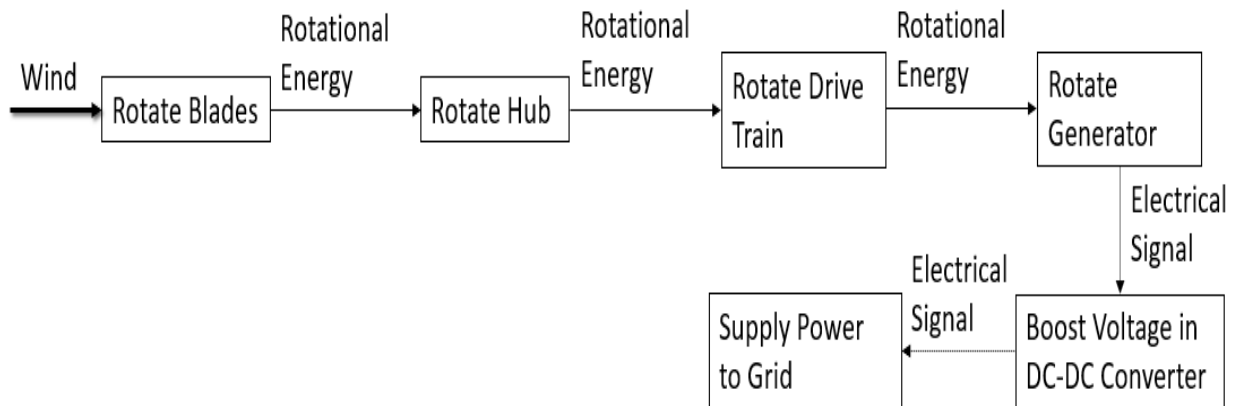 Wind
Rotate Blades
Rotational
Energy
Rotate Hub
Rotational
Energy
Rotate Drive
Train
Rotational
Energy
Rotate
Generator
Electrical
Signal
Boost Voltage in
DC-DC Converter
Electrical
Signal
Supply Power
to Grid